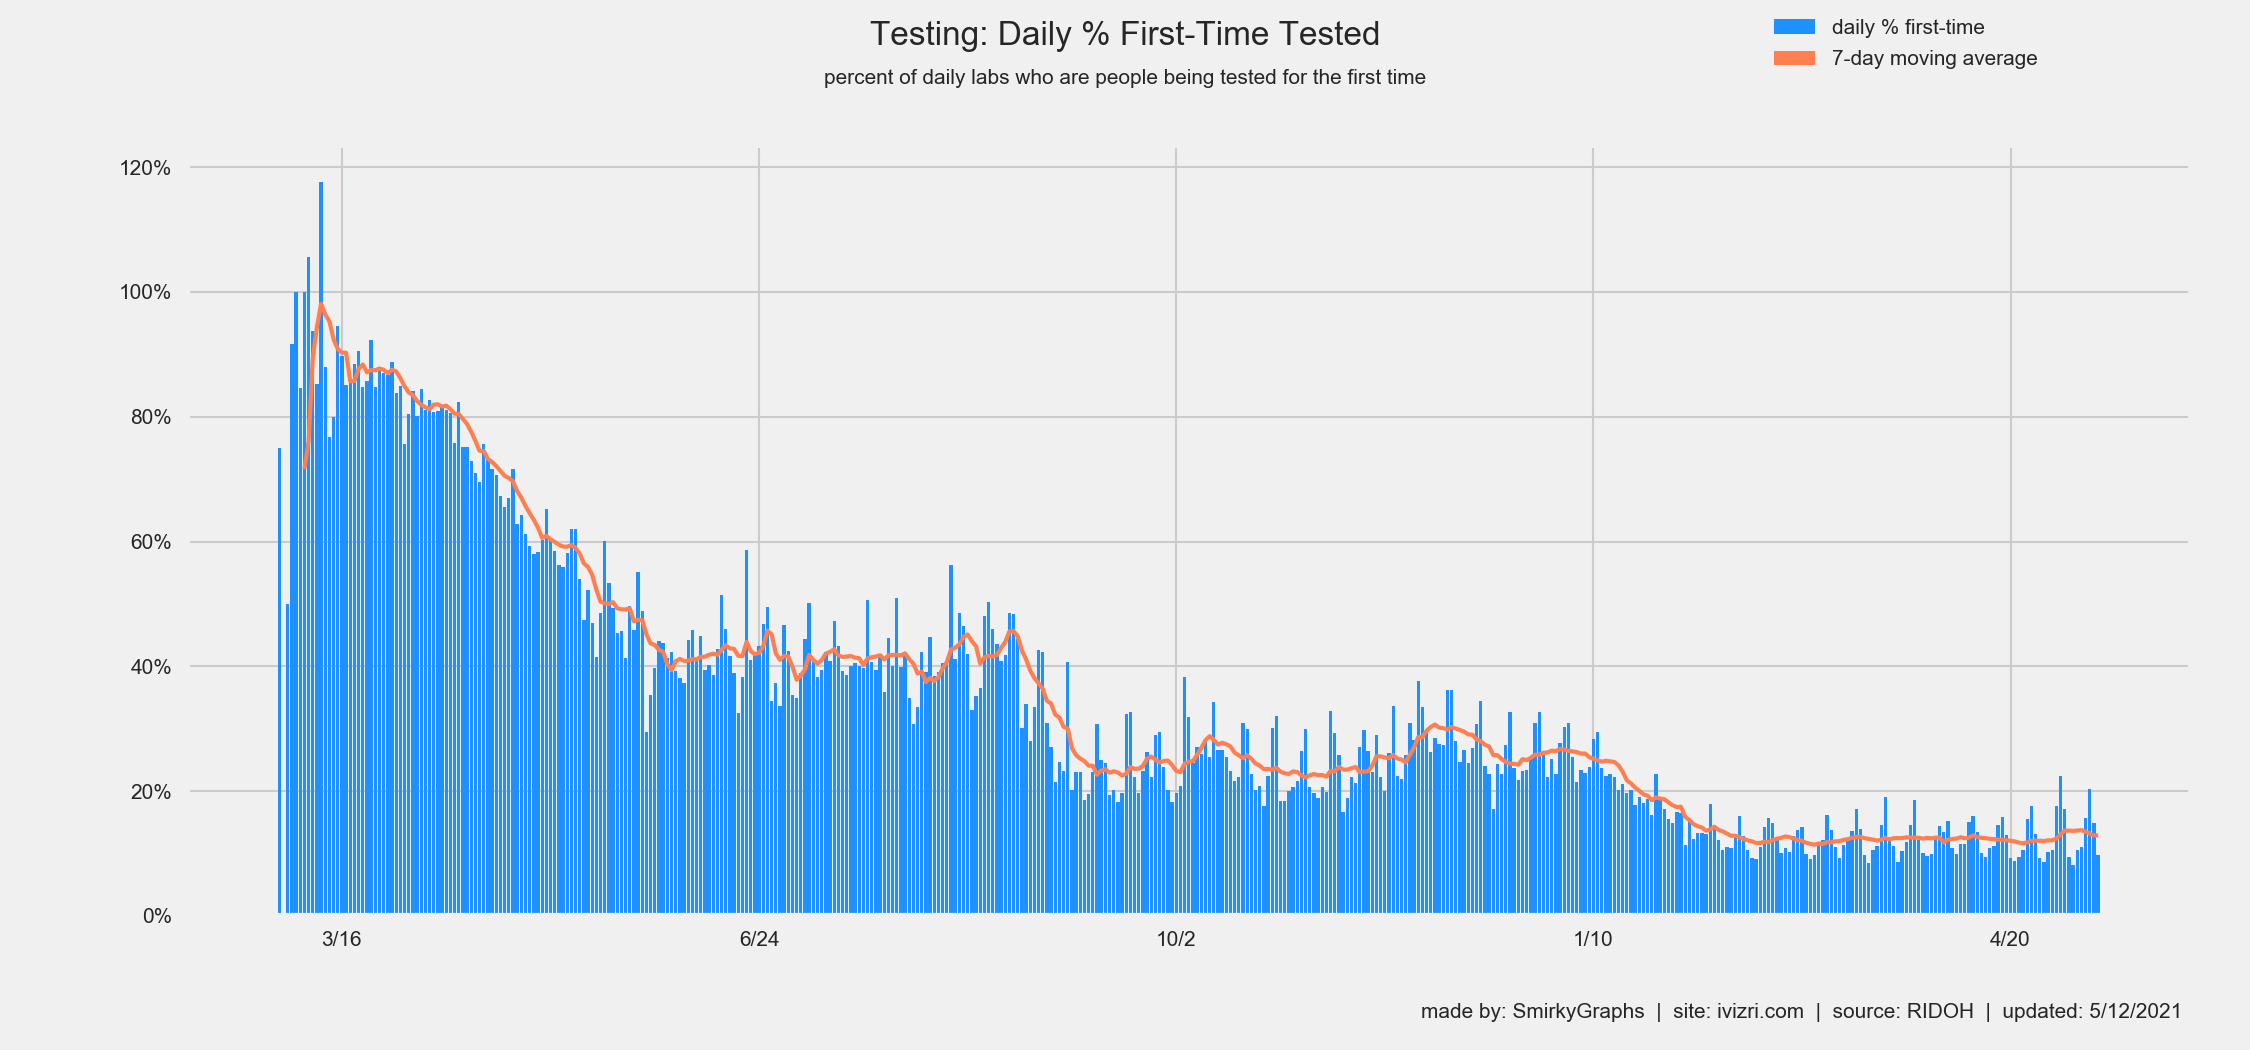 Testing: Daily % First-Time Tested
percent of daily labs who are people being tested for the first time
daily % first-time
7-day moving average
120%
100%
80%
60%
40%
20%
0%
3/16
6/24
10/2
1/10
4/20
made by: SmirkyGraphs | site: ivizri.com | source: RIDOH | updated: 5/12/2021